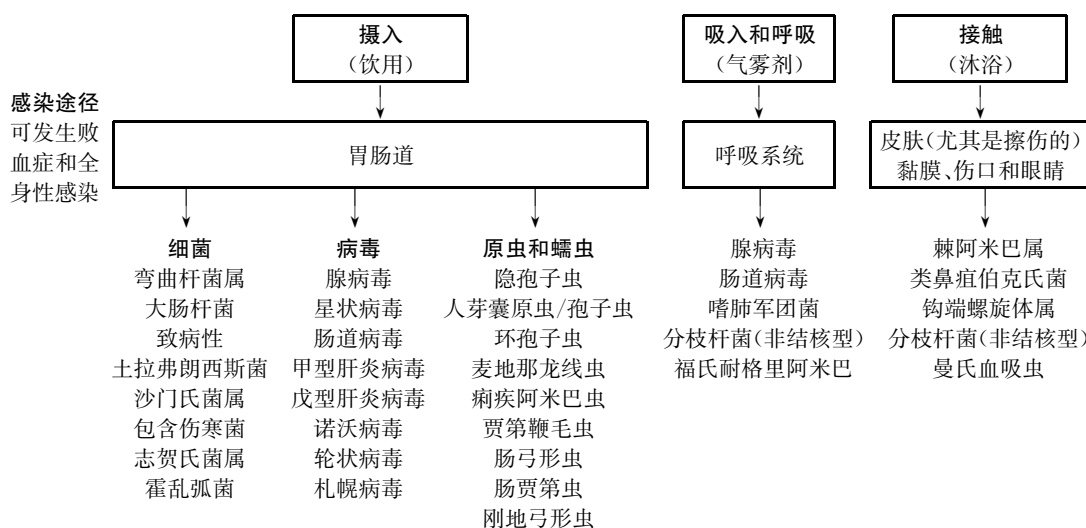 摄入
(饮用)
吸入和呼吸
(气雾剂)
接触
(沐浴)
感染途径
可发生败
血症和全
身性感染
胃肠道
呼吸系统
皮肤(尤其是擦伤的)
黏膜、伤口和眼睛
细菌
弯曲杆菌属
大肠杆菌
致病性
土拉弗朗西斯菌
沙门氏菌属
包含伤寒菌
志贺氏菌属
霍乱弧菌
病毒
腺病毒
星状病毒
肠道病毒
甲型肝炎病毒
戊型肝炎病毒
诺沃病毒
轮状病毒
札幌病毒
原虫和蠕虫
隐孢子虫
人芽囊原虫/孢子虫
环孢子虫
麦地那龙线虫
痢疾阿米巴虫
贾第鞭毛虫
肠弓形虫
肠贾第虫
刚地弓形虫
腺病毒
肠道病毒
嗜肺军团菌
分枝杆菌(非结核型)
福氏耐格里阿米巴
棘阿米巴属
类鼻疽伯克氏菌
钩端螺旋体属
分枝杆菌(非结核型)
曼氏血吸虫